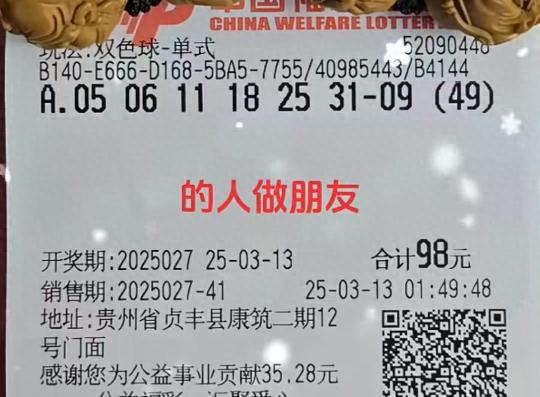 CHINA WELFARE LOTTERY
玩法:双色球-单式 52090448
B140-E666-D168-5BA5-7755/40985443/B4144
A.05 06 11 18 25 31-09 (49)
的人做朋友
开奖期:2025027 25-03-13 合计98元
销售期:2025027-41 25-03-13 01:49:48
地址:贵州省贞丰县康筑二期12
号门面
感谢您为公益事业贡献35.28元